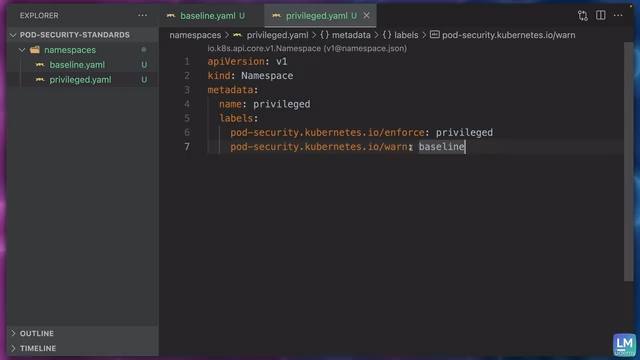 EXPLORER
baseline.yaml U
privileged.yaml U
POD-SECURITY-STANDARDS
namespaces
baseline.yaml U
privileged.yaml U
OUTLINE
TIMELINE
namespaces > privileged.yaml > {} metadata > {} labels > pod-security.kubernetes.io/warn
io.k8s.api.core.v1.Namespace (v1@namespace.json)
1 apiVersion: v1
2 kind: Namespace
3 metadata:
4 name: privileged
5 labels:
6 pod-security.kubernetes.io/enforce: privileged
7 pod-security.kubernetes.io/warn: baseline
LM